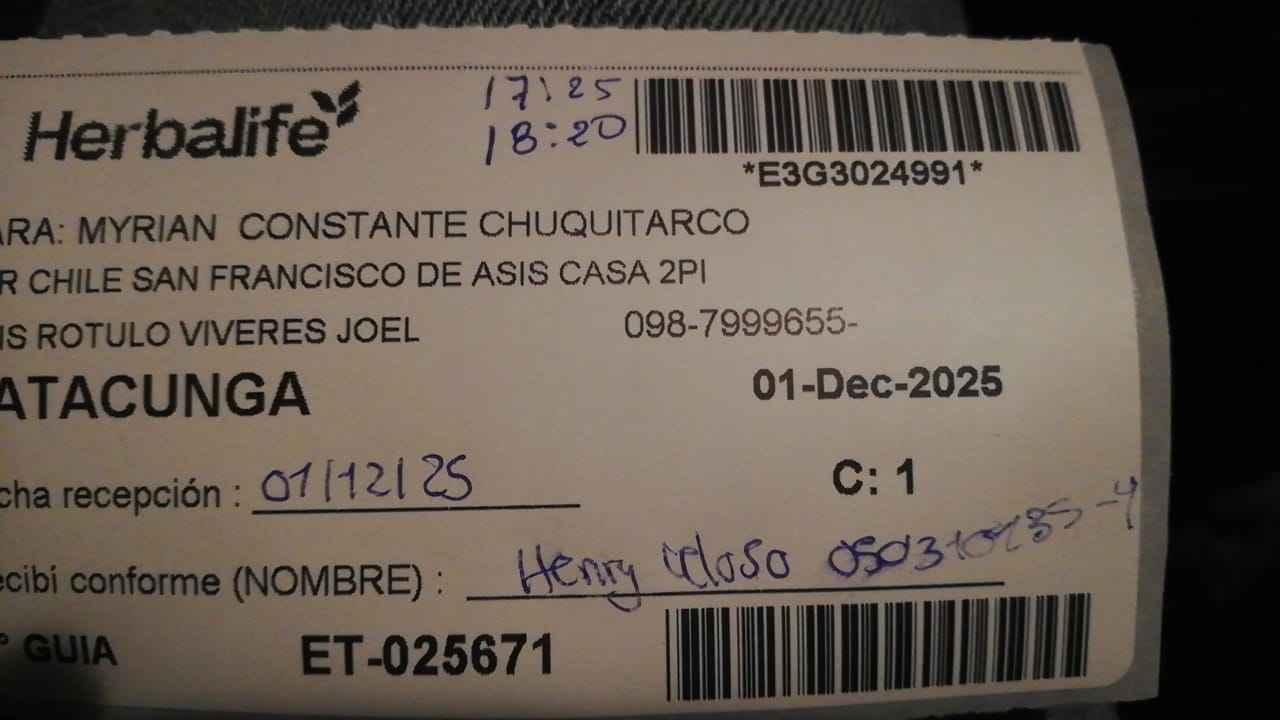 Herbalife
17:25
18:20
*E3G3024991*
ARA: MYRIAN CONSTANTE CHUQUITARCO
R CHILE SAN FRANCISCO DE ASIS CASA 2PI
IS ROTULO VIVERES JOEL 098-7999655-
ATACUNGA 01-Dec-2025
cha recepción : 01/12/25
C: 1
ecibí conforme (NOMBRE) : Henry
° GUIA ET-025671